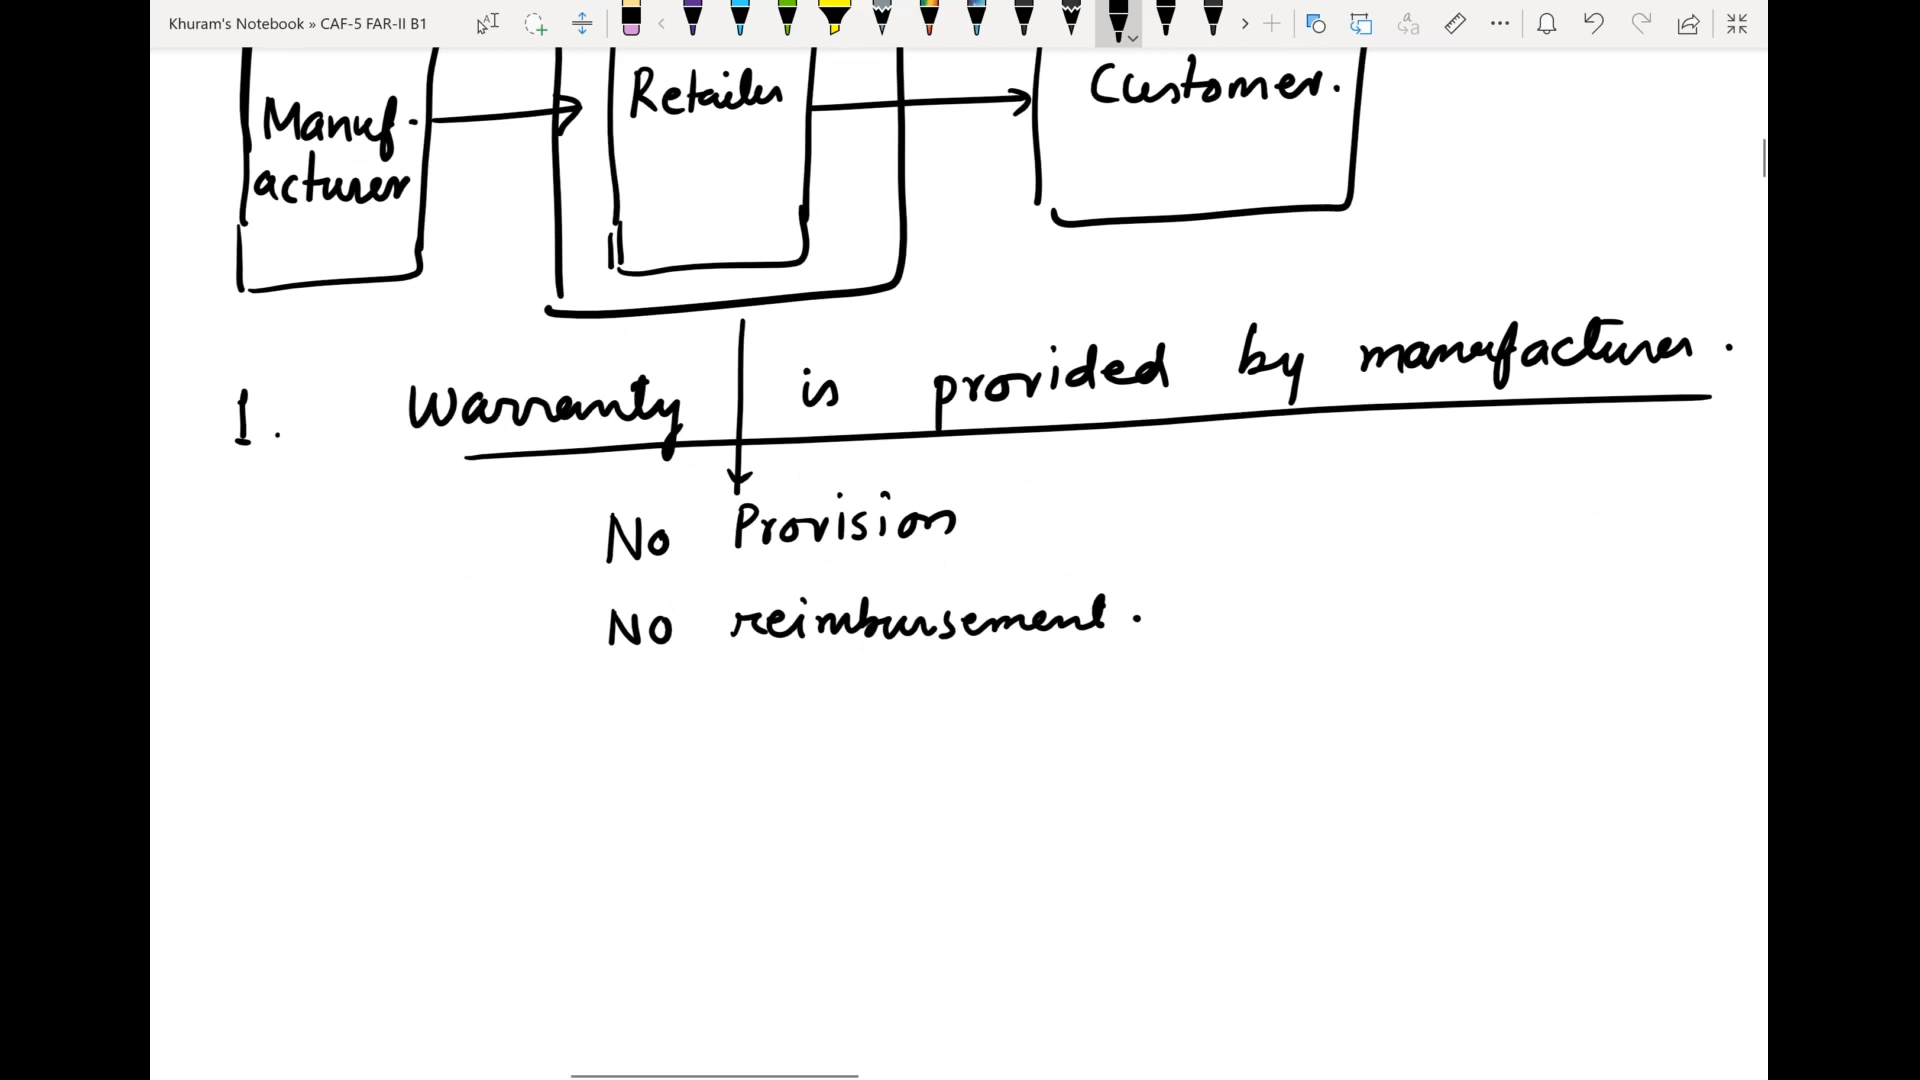 Khuram's Notebook » CAF-5 FAR-II B1
Manuf-
acturer
Retailer
Customer.
1. Warranty is provided by manufacturer.
No Provision
No reimbursement.